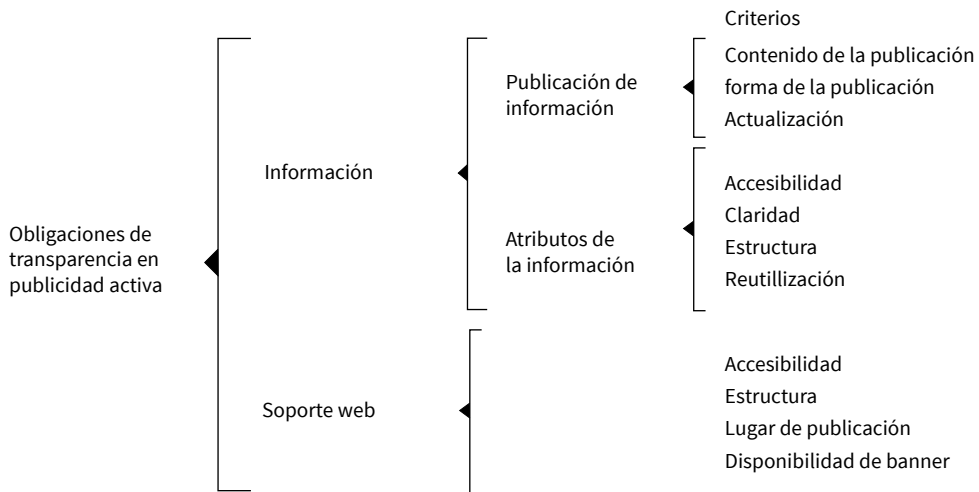 Criterios
Contenido de la publicación
forma de la publicación
Actualización
Publicación de
información
Información
Accesibilidad
Claridad
Estructura
Reutillización
Atributos de
la información
Obligaciones de
transparencia en
publicidad activa
Soporte web
Accesibilidad
Estructura
Lugar de publicación
Disponibilidad de banner